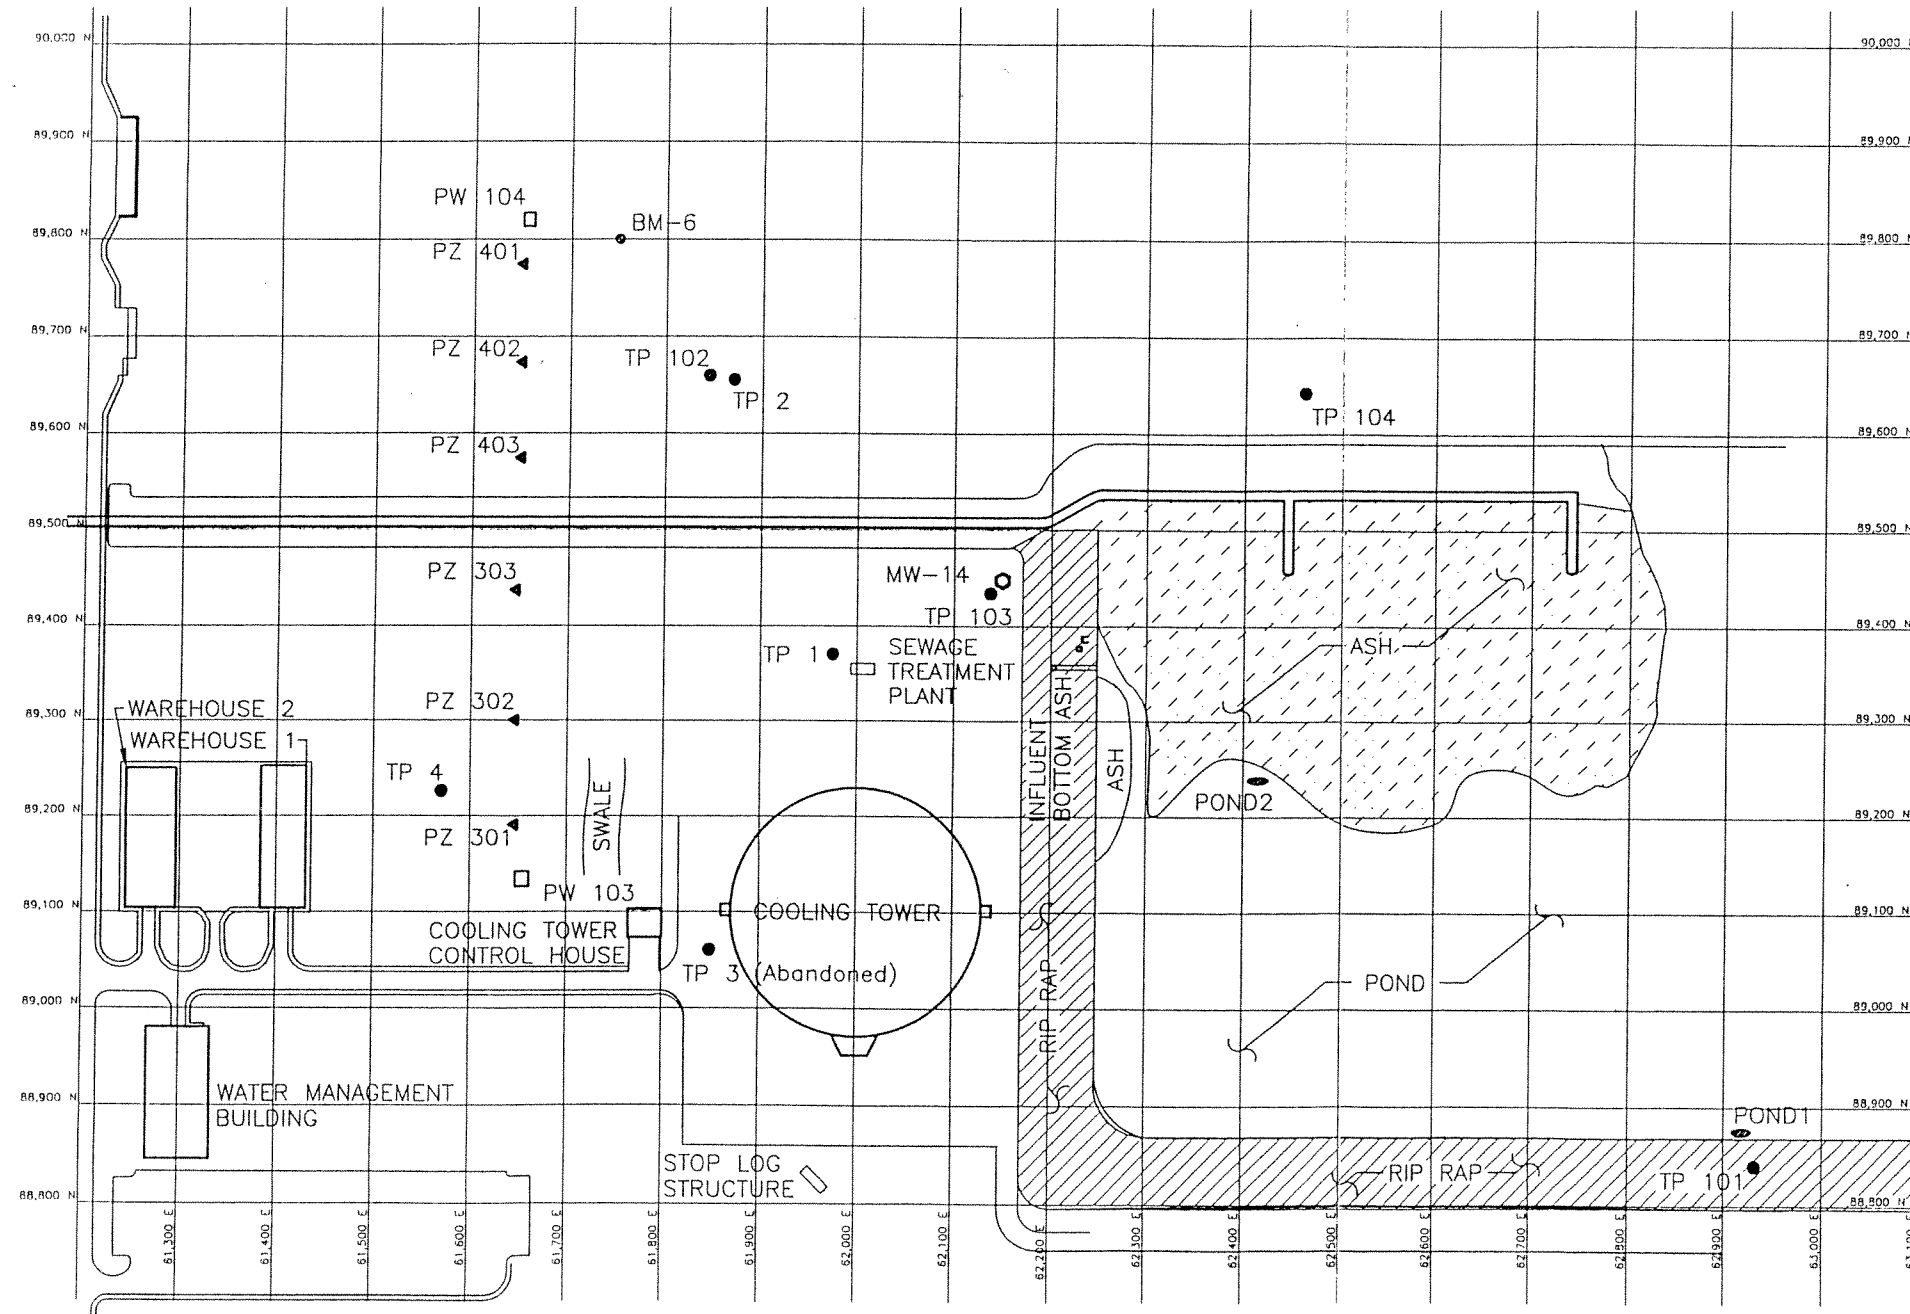 90,000 N
90,000
89,900 N
89,900 N
PW 104
BM-6
89,800 N
89,800 N
PZ 401
89,700 N
89,700 N
PZ 402
TP 102
TP 2
TP 104
89,600 N
89,600 N
PZ 403
89,500 N
89,500 N
PZ 303
MW-14
TP 103
89,400 N
89,400 N
TP 1
SEWAGE
TREATMENT
PLANT
ASH
PZ 302
WAREHOUSE 2
89,300 N
89,300 N
WAREHOUSE 1
INFLUENT
BOTTOM ASH
ASH
TP 4
SWALE
POND2
89,200 N
89,200 N
PZ 301
PW 103
89,100 N
89,100 N
COOLING TOWER
COOLING TOWER
CONTROL HOUSE
TP 3 (Abandoned)
POND
89,000 N
89,000 N
RIP RAP
WATER MANAGEMENT
BUILDING
88,900 N
88,900 N
POND1
STOP LOG
STRUCTURE
RIP RAP
TP 101
88,800 N
88,800 N
61,300 E
61,400 E
61,500 E
61,600 E
61,700 E
61,800 E
61,900 E
62,000 E
62,100 E
62,200 E
62,300 E
62,400 E
62,500 E
62,600 E
62,700 E
62,800 E
62,900 E
63,000 E